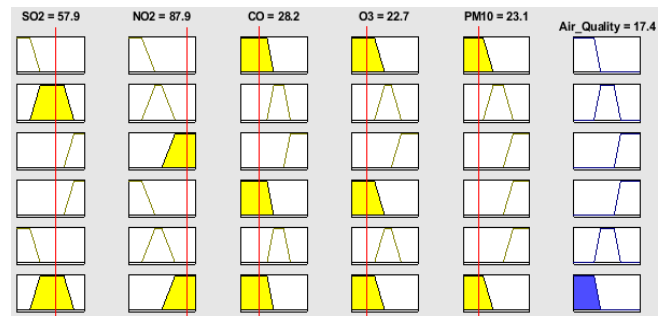 SO2 = 57.9 NO2 = 87.9 CO = 28.2 O3 = 22.7 PM10 = 23.1 Air_Quality = 17.4